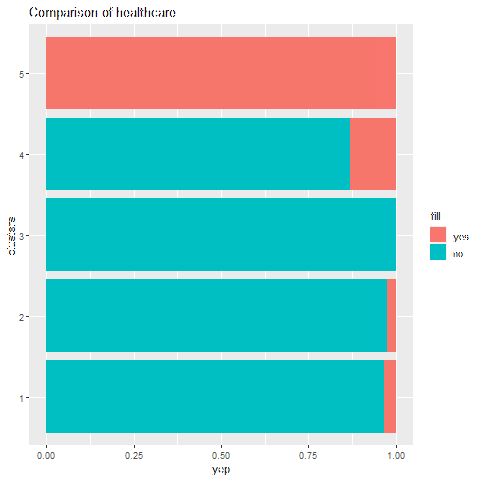 Comparison of healthcare
5
4
3
2
1
clusters
0.00 0.25 0.50 0.75 1.00
yep
fill
yes
no